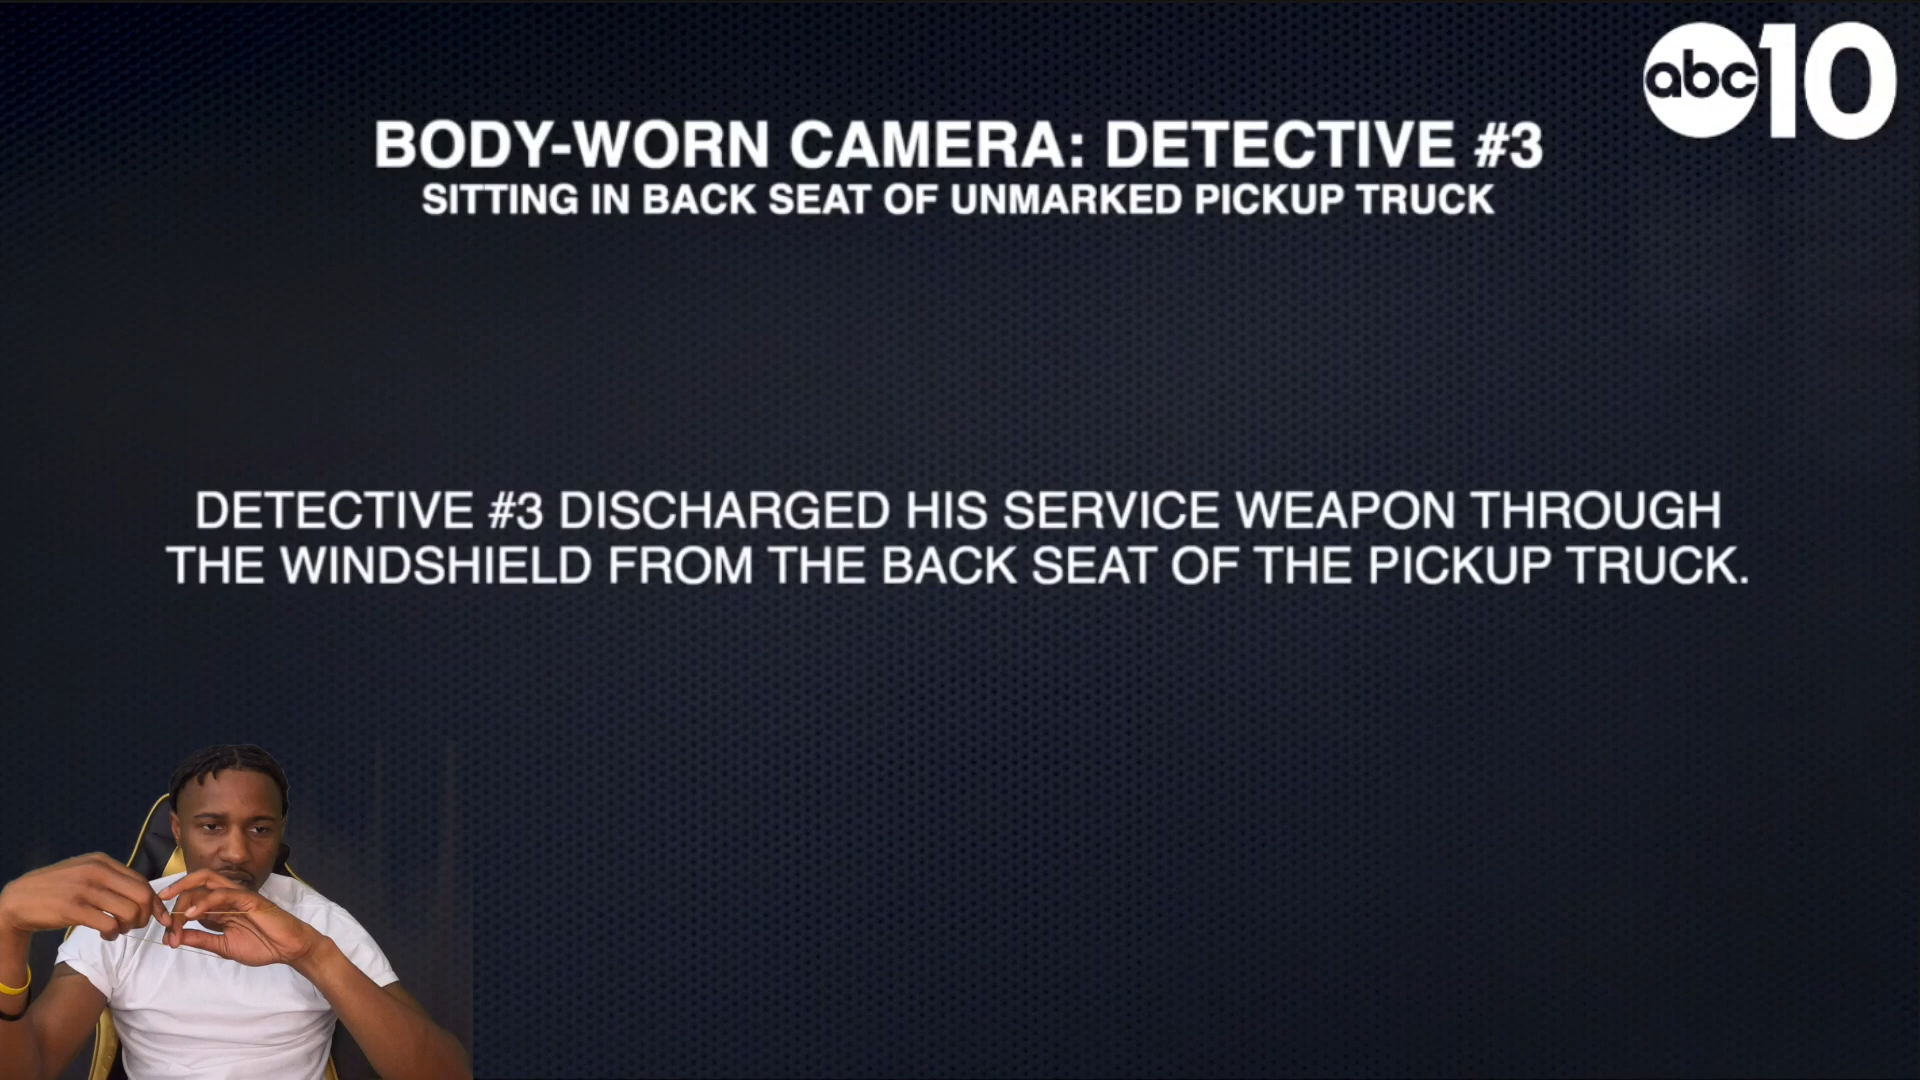 abc10
BODY-WORN CAMERA: DETECTIVE #3
SITTING IN BACK SEAT OF UNMARKED PICKUP TRUCK
DETECTIVE #3 DISCHARGED HIS SERVICE WEAPON THROUGH
THE WINDSHIELD FROM THE BACK SEAT OF THE PICKUP TRUCK.